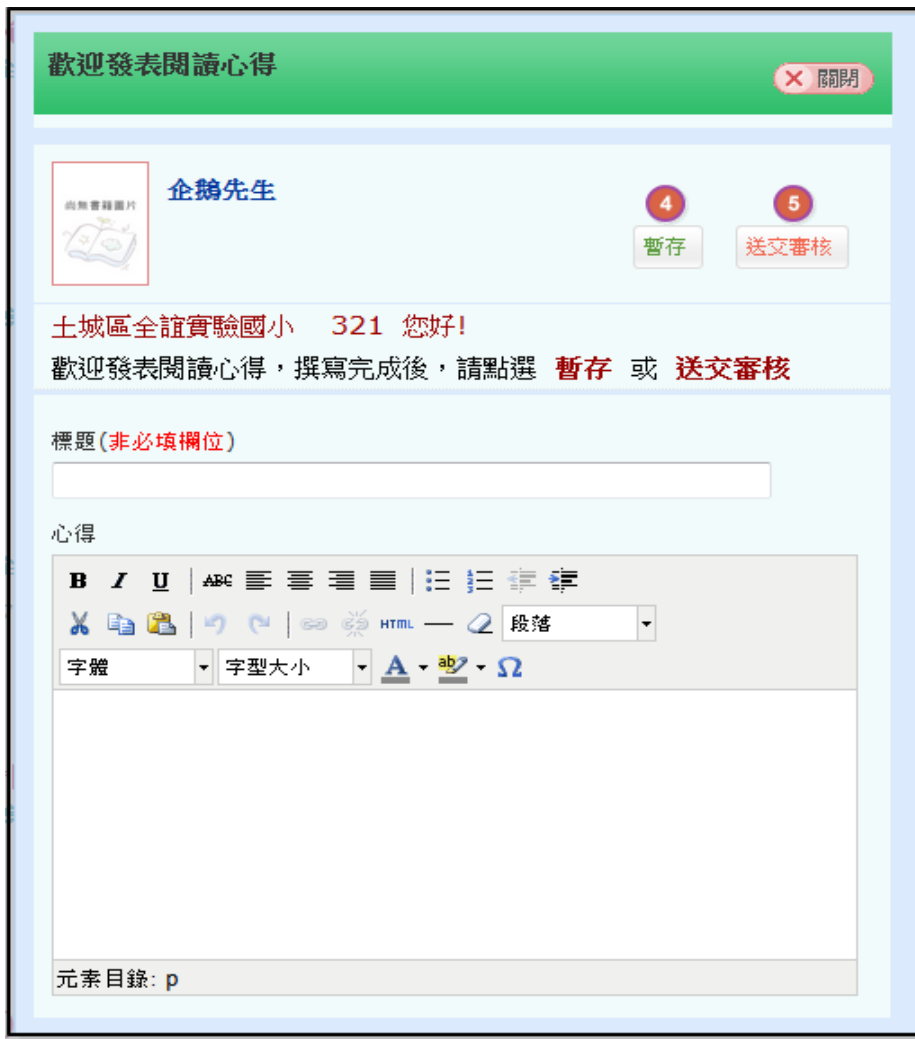 歡迎發表閱讀心得
關閉
尚無書籍圖片
企鵝先生
4
5
暫存
送交審核
土城區全誼實驗國小 321 您好!
歡迎發表閱讀心得，撰寫完成後，請點選 暫存 或 送交審核
標題(非必填欄位)
心得
B I U ABC
HTML 段落
字體 字型大小 A ab Ω
元素目錄: p